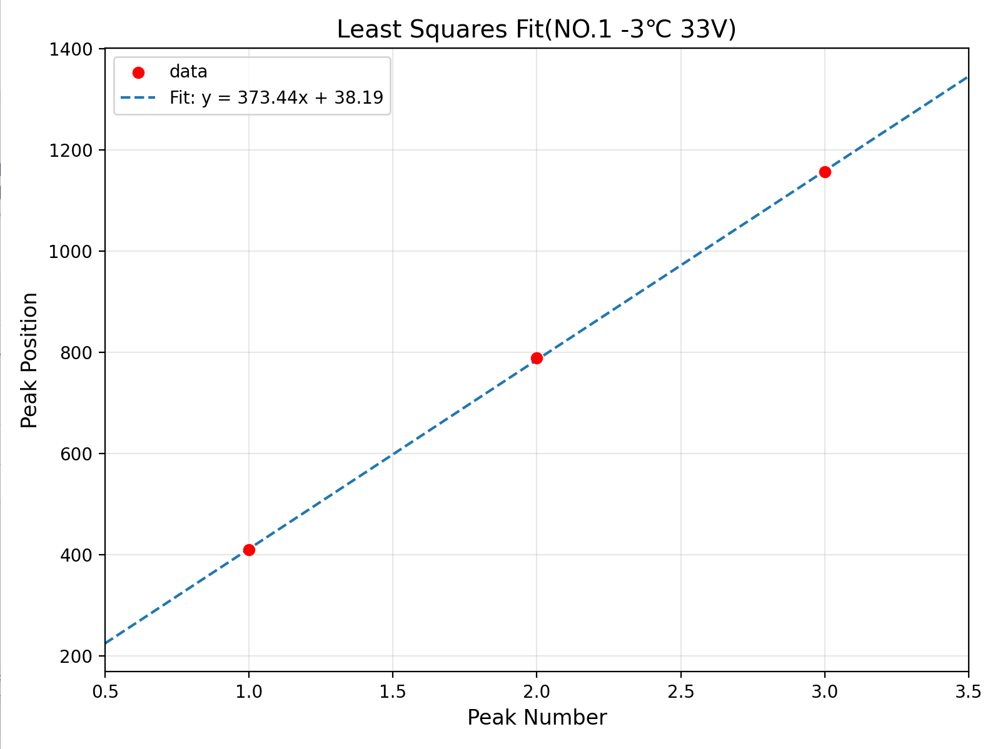 Least Squares Fit(NO.1 -3℃ 33V)
data
Fit: y = 373.44x + 38.19
1400
1200
1000
800
600
400
200
Peak Position
0.5 1.0 1.5 2.0 2.5 3.0 3.5
Peak Number